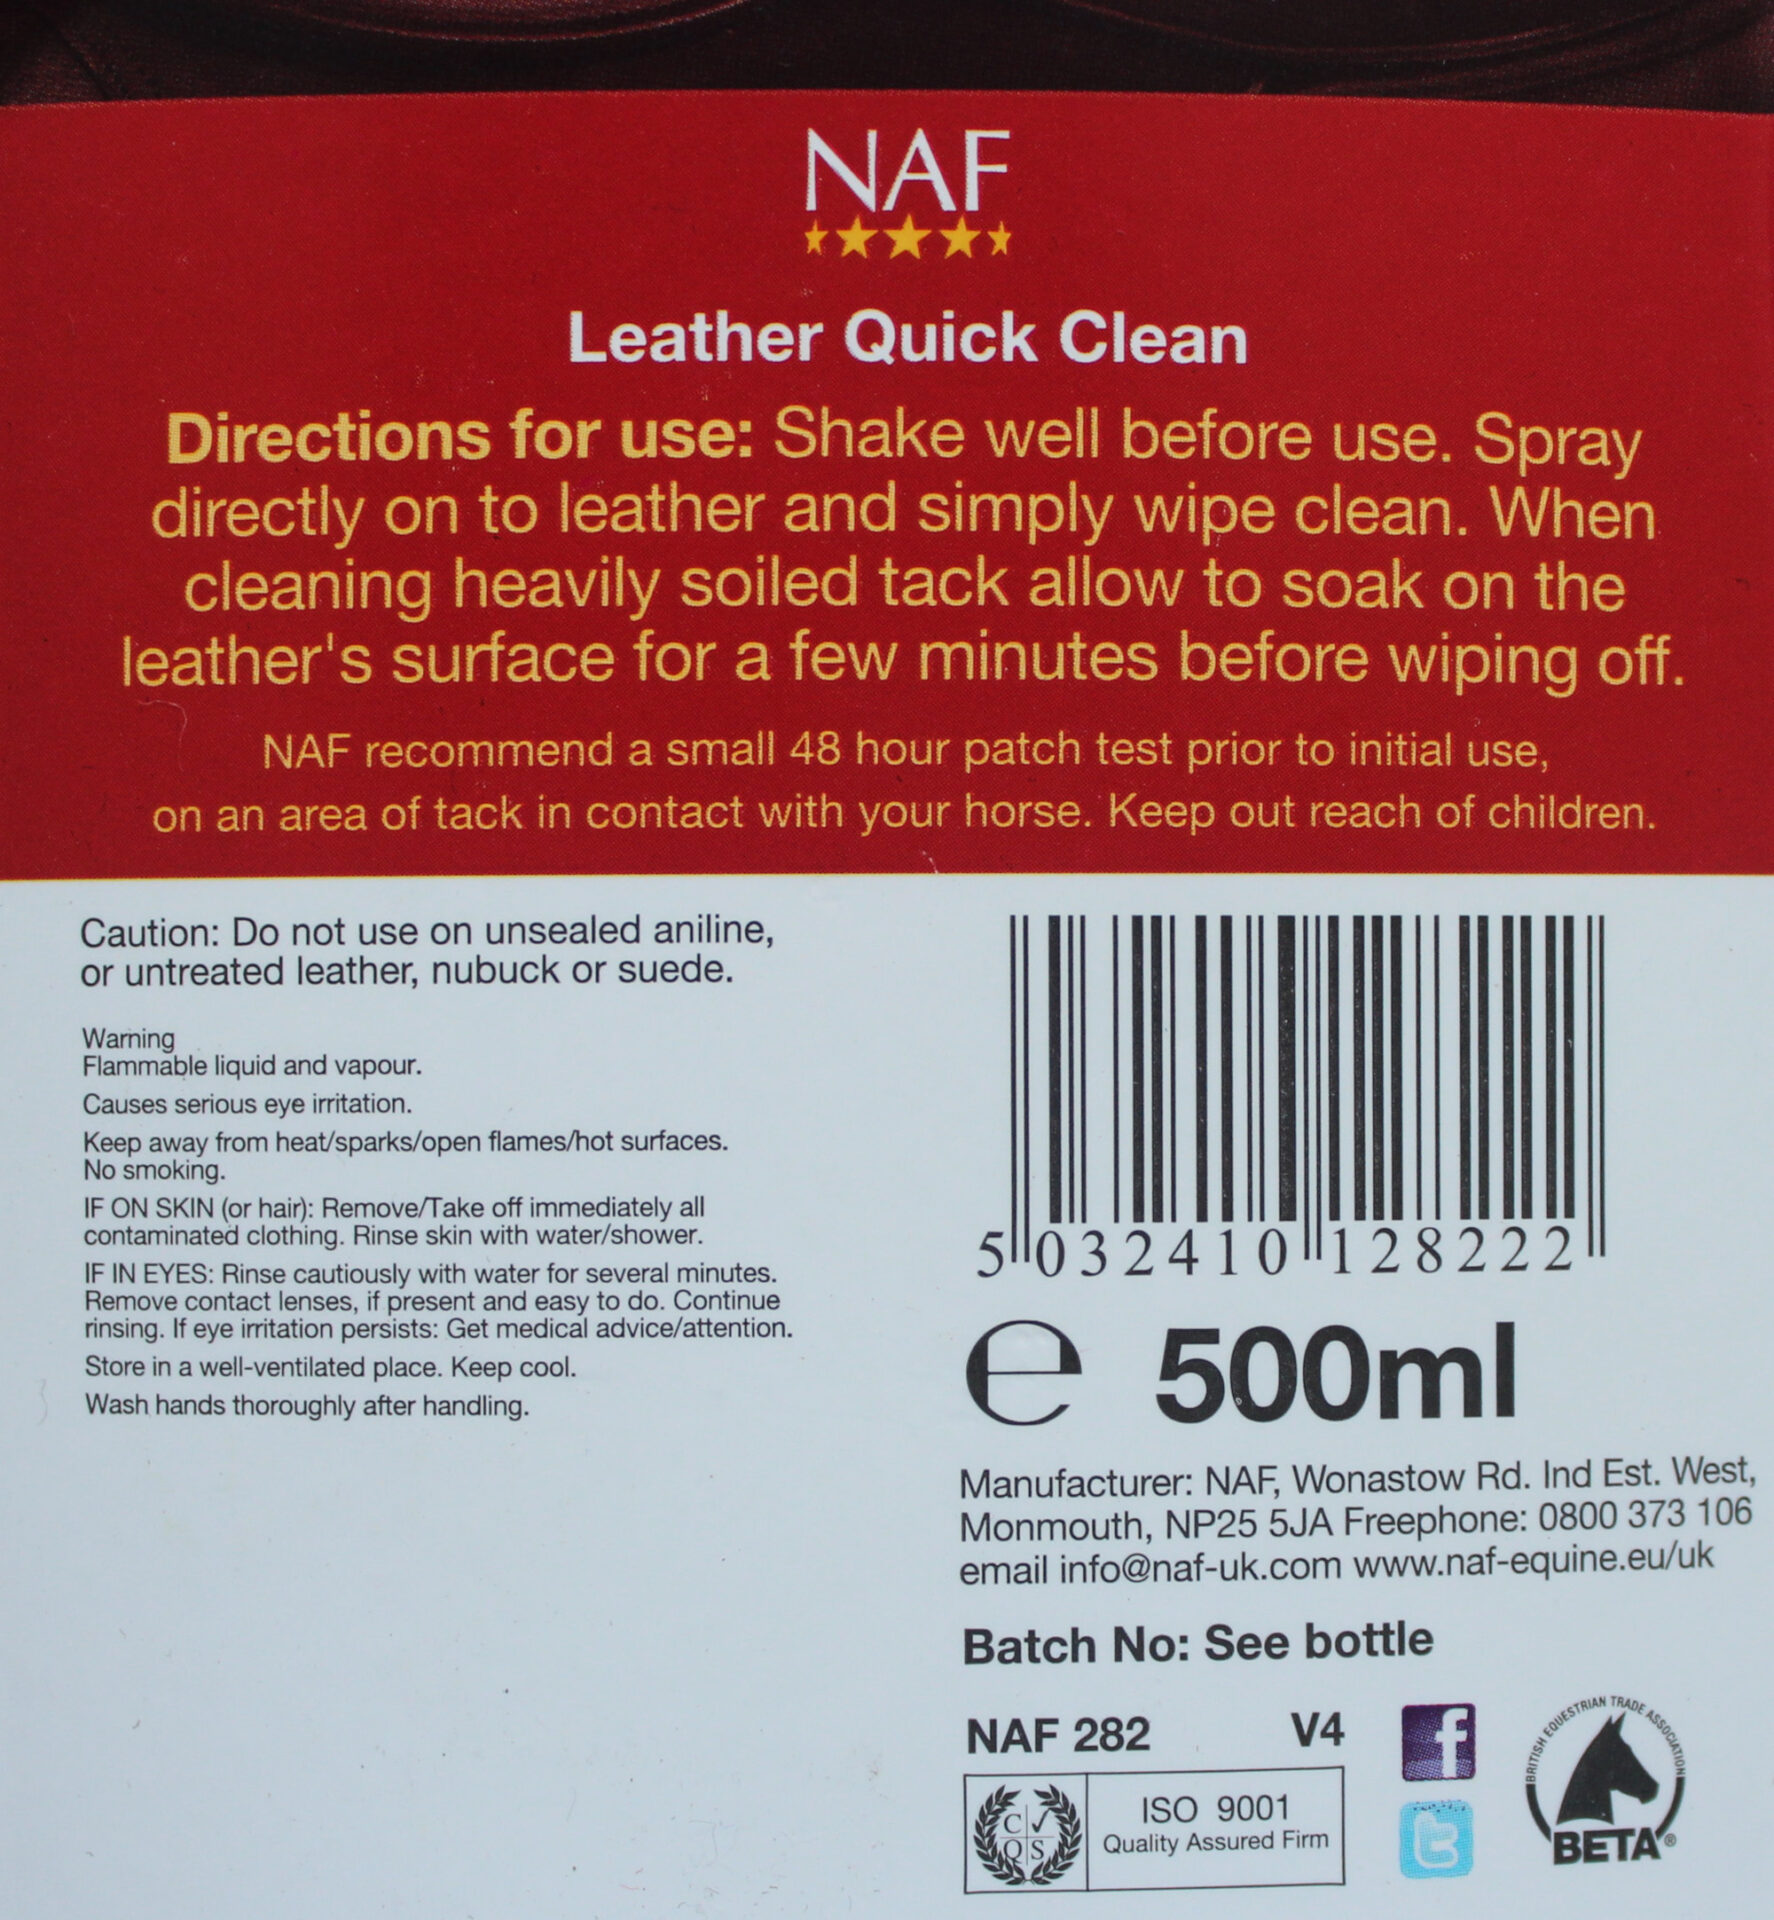 NAF
Leather Quick Clean
Directions for use: Shake well before use. Spray
directly on to leather and simply wipe clean. When
cleaning heavily soiled tack allow to soak on the
leather's surface for a few minutes before wiping off.
NAF recommend a small 48 hour patch test prior to initial use,
on an area of tack in contact with your horse. Keep out reach of children.
Caution: Do not use on unsealed aniline,
or untreated leather, nubuck or suede.
Warning
Flammable liquid and vapour.
Causes serious eye irritation.
Keep away from heat/sparks/open flames/hot surfaces.
No smoking.
IF ON SKIN (or hair): Remove/Take off immediately all
contaminated clothing. Rinse skin with water/shower.
IF IN EYES: Rinse cautiously with water for several minutes.
Remove contact lenses, if present and easy to do. Continue
rinsing. If eye irritation persists: Get medical advice/attention.
Store in a well-ventilated place. Keep cool.
Wash hands thoroughly after handling.
5 032410 128222
e 500ml
Manufacturer: NAF, Wonastow Rd. Ind Est. West,
Monmouth, NP25 5JA Freephone: 0800 373 106
email info@naf-uk.com www.naf-equine.eu/uk
Batch No: See bottle
NAF 282 V4
f
t
C
Q S
ISO 9001
Quality Assured Firm
BRITISH EQUESTRIAN TRADE ASSOCIATION
BETA®